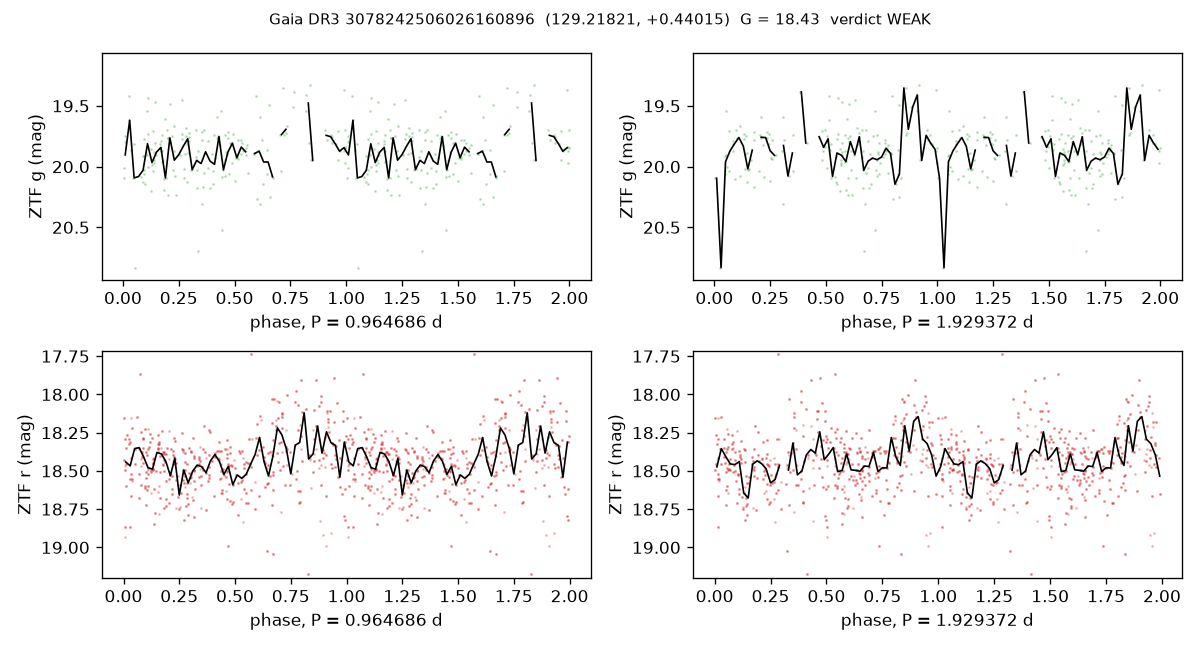 Gaia DR3 3078242506026160896 (129.21821, +0.44015) G = 18.43 verdict WEAK
ZTF g (mag)
19.5
20.0
20.5
0.00 0.25 0.50 0.75 1.00 1.25 1.50 1.75 2.00
phase, P = 0.964686 d
ZTF g (mag)
19.5
20.0
20.5
0.00 0.25 0.50 0.75 1.00 1.25 1.50 1.75 2.00
phase, P = 1.929372 d
ZTF r (mag)
17.75
18.00
18.25
18.50
18.75
19.00
0.00 0.25 0.50 0.75 1.00 1.25 1.50 1.75 2.00
phase, P = 0.964686 d
ZTF r (mag)
17.75
18.00
18.25
18.50
18.75
19.00
0.00 0.25 0.50 0.75 1.00 1.25 1.50 1.75 2.00
phase, P = 1.929372 d